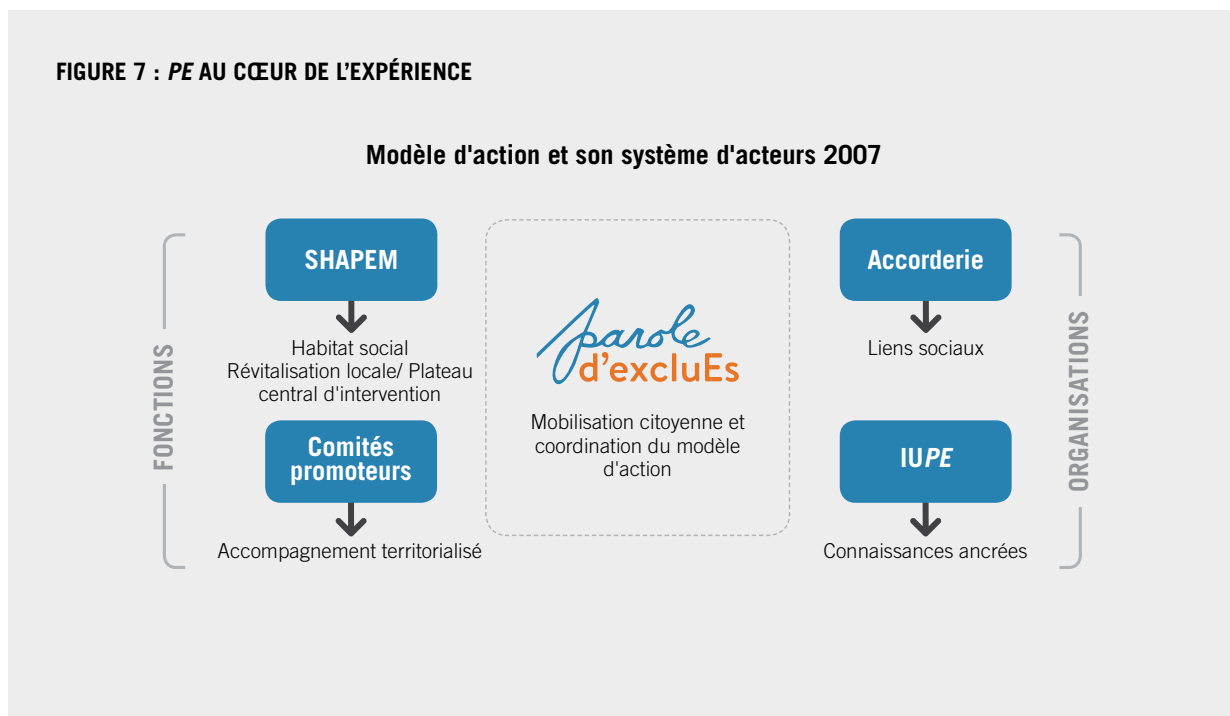 FIGURE 7 : PE AU CŒUR DE L'EXPÉRIENCE
Modèle d'action et son système d'acteurs 2007
FONCTIONS
SHAPEM
Habitat social
Révitalisation locale/ Plateau
central d'intervention
Comités
promoteurs
Accompagnement territorialisé
parole
d'excluEs
Mobilisation citoyenne et
coordination du modèle
d'action
Accorderie
Liens sociaux
IUPE
Connaissances ancrées
ORGANISATIONS